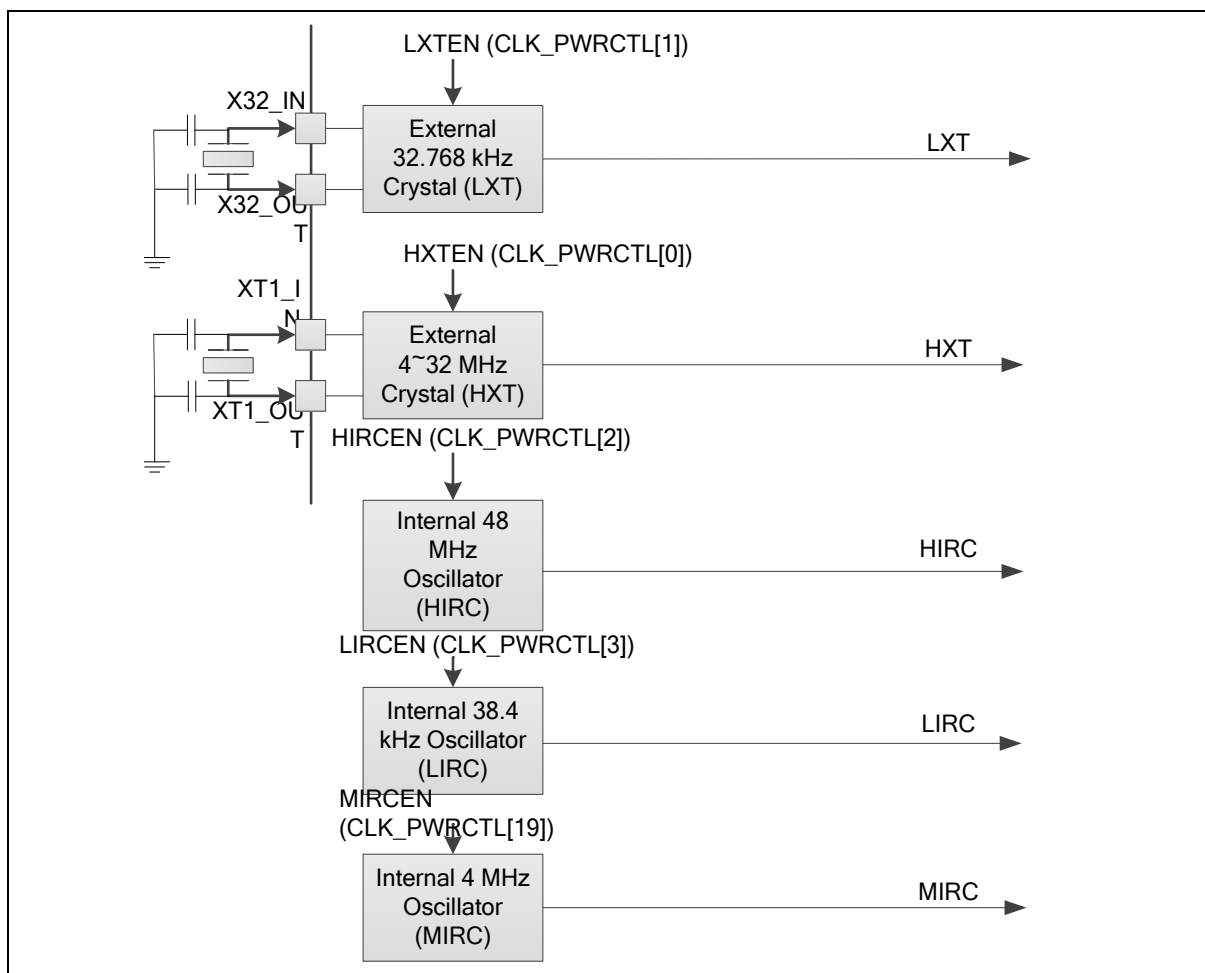 LXTEN (CLK_PWRCTL[1])
X32_IN
External
32.768 kHz
Crystal (LXT)
LXT
X32_OU
T
HXTEN (CLK_PWRCTL[0])
XT1_I
N
External
4~32 MHz
Crystal (HXT)
HXT
XT1_OU
T
HIRCEN (CLK_PWRCTL[2])
Internal 48
MHz
Oscillator
(HIRC)
HIRC
LIRCEN (CLK_PWRCTL[3])
Internal 38.4
kHz Oscillator
(LIRC)
LIRC
MIRCEN
(CLK_PWRCTL[19])
Internal 4 MHz
Oscillator
(MIRC)
MIRC